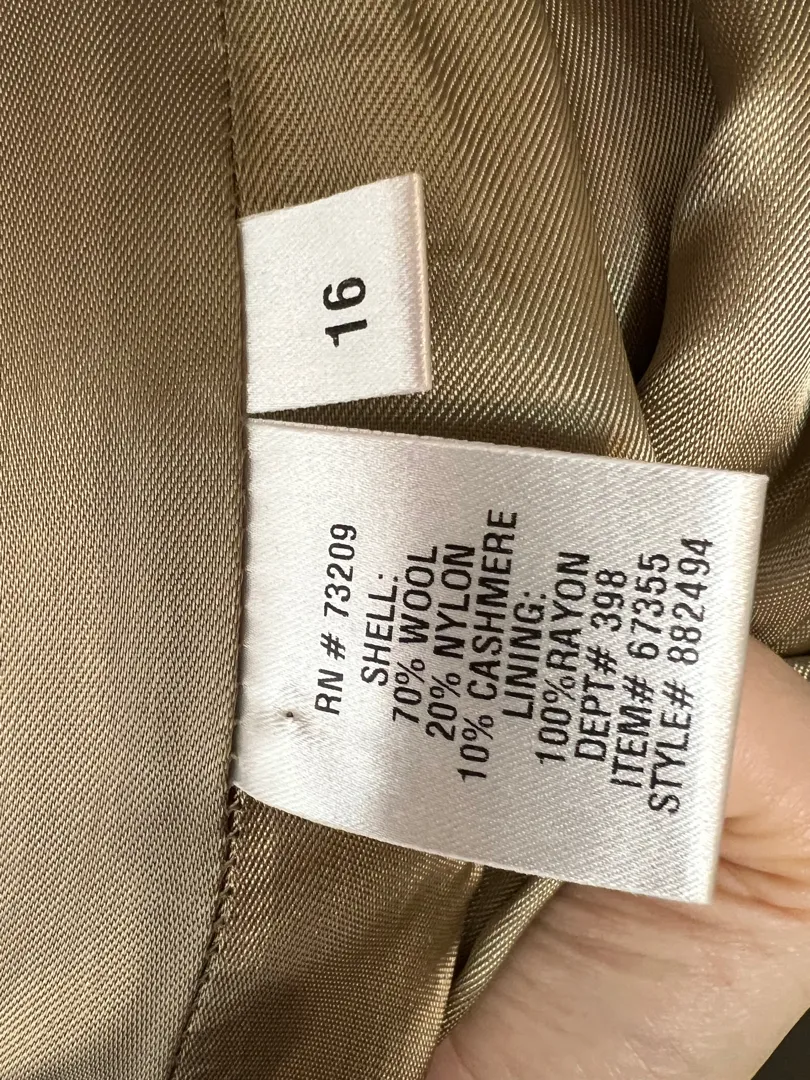 16
RN # 73209
SHELL:
70% WOOL
20% NYLON
10% CASHMERE
LINING:
100%RAYON
DEPT# 398
ITEM# 67355
STYLE# 882494